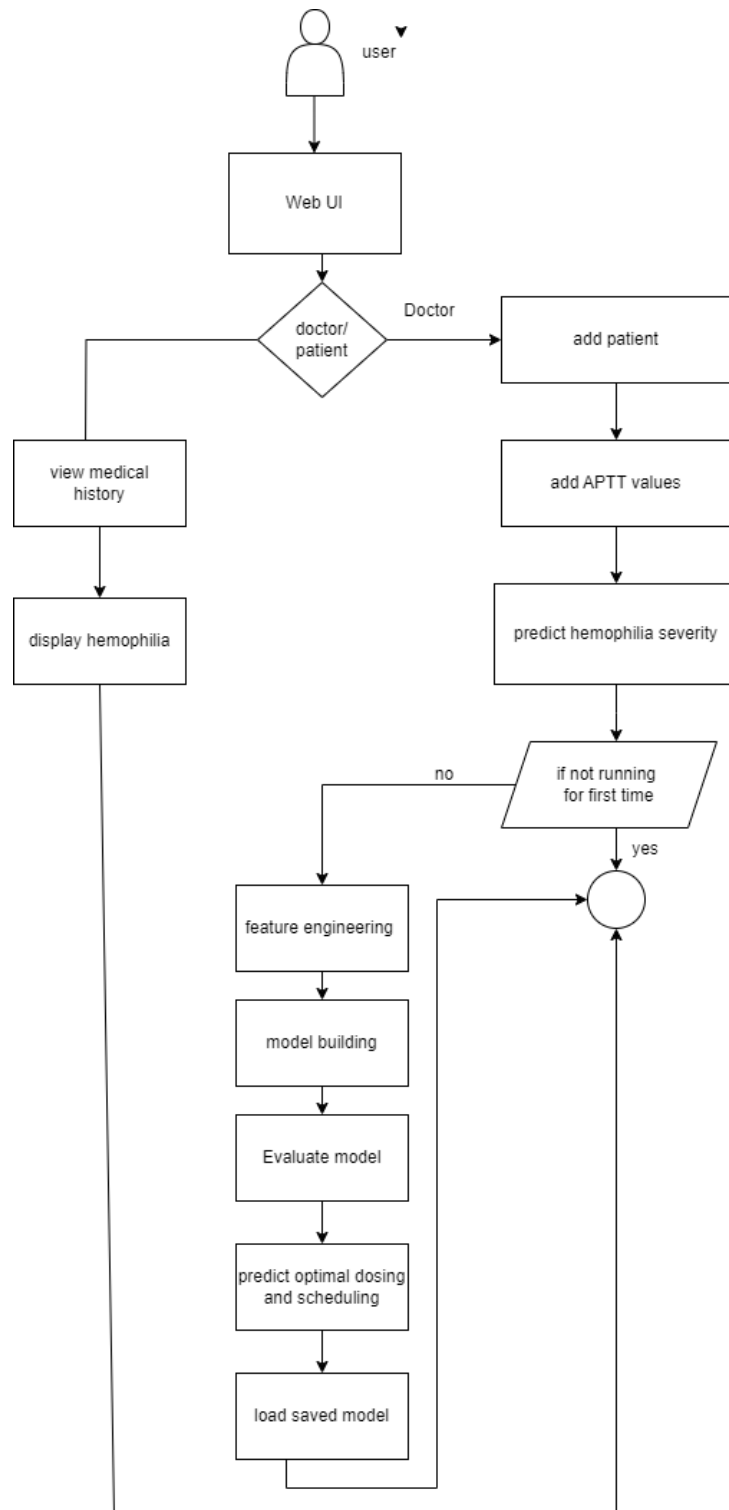 user
Web UI
doctor/
patient
Doctor
add patient
view medical
history
add APTT values
display hemophilia
predict hemophilia severity
if not running
for first time
no
yes
feature engineering
model building
Evaluate model
predict optimal dosing
and scheduling
load saved model